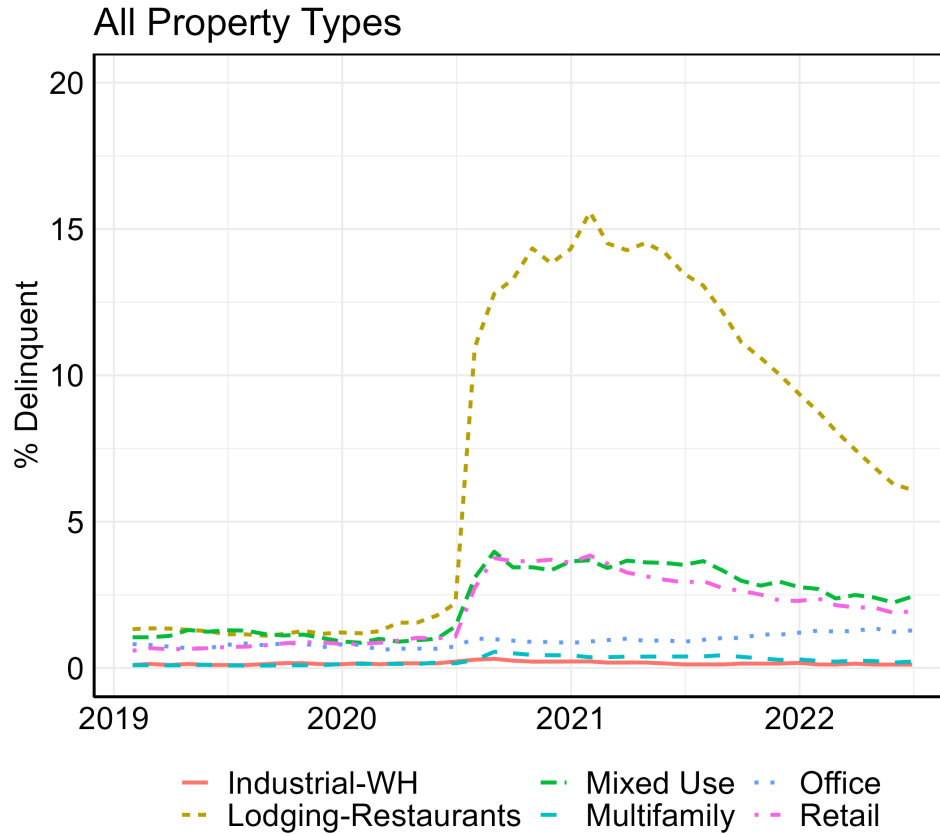 All Property Types
% Delinquent
20
15
10
5
0
2019 2020 2021 2022
Industrial-WH Mixed Use Office
Lodging-Restaurants Multifamily Retail